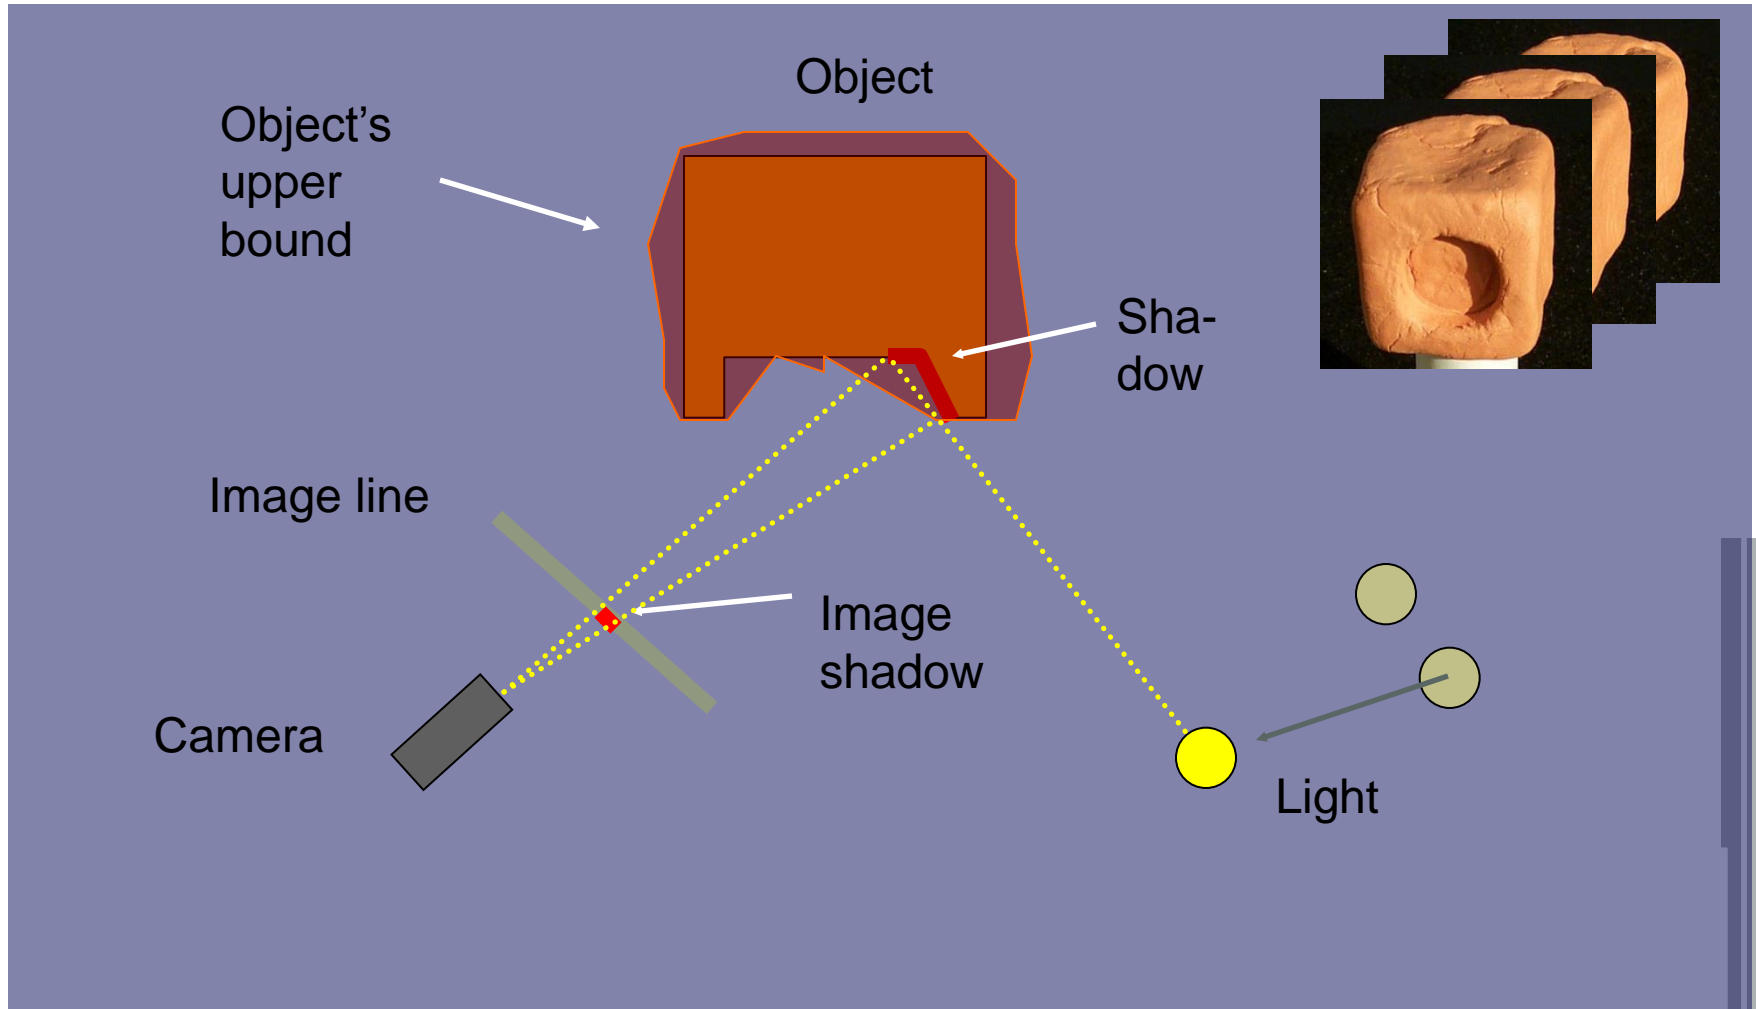 Object
Object’s
upper
bound
Sha-
dow
Image line
Image
shadow
Camera
Light